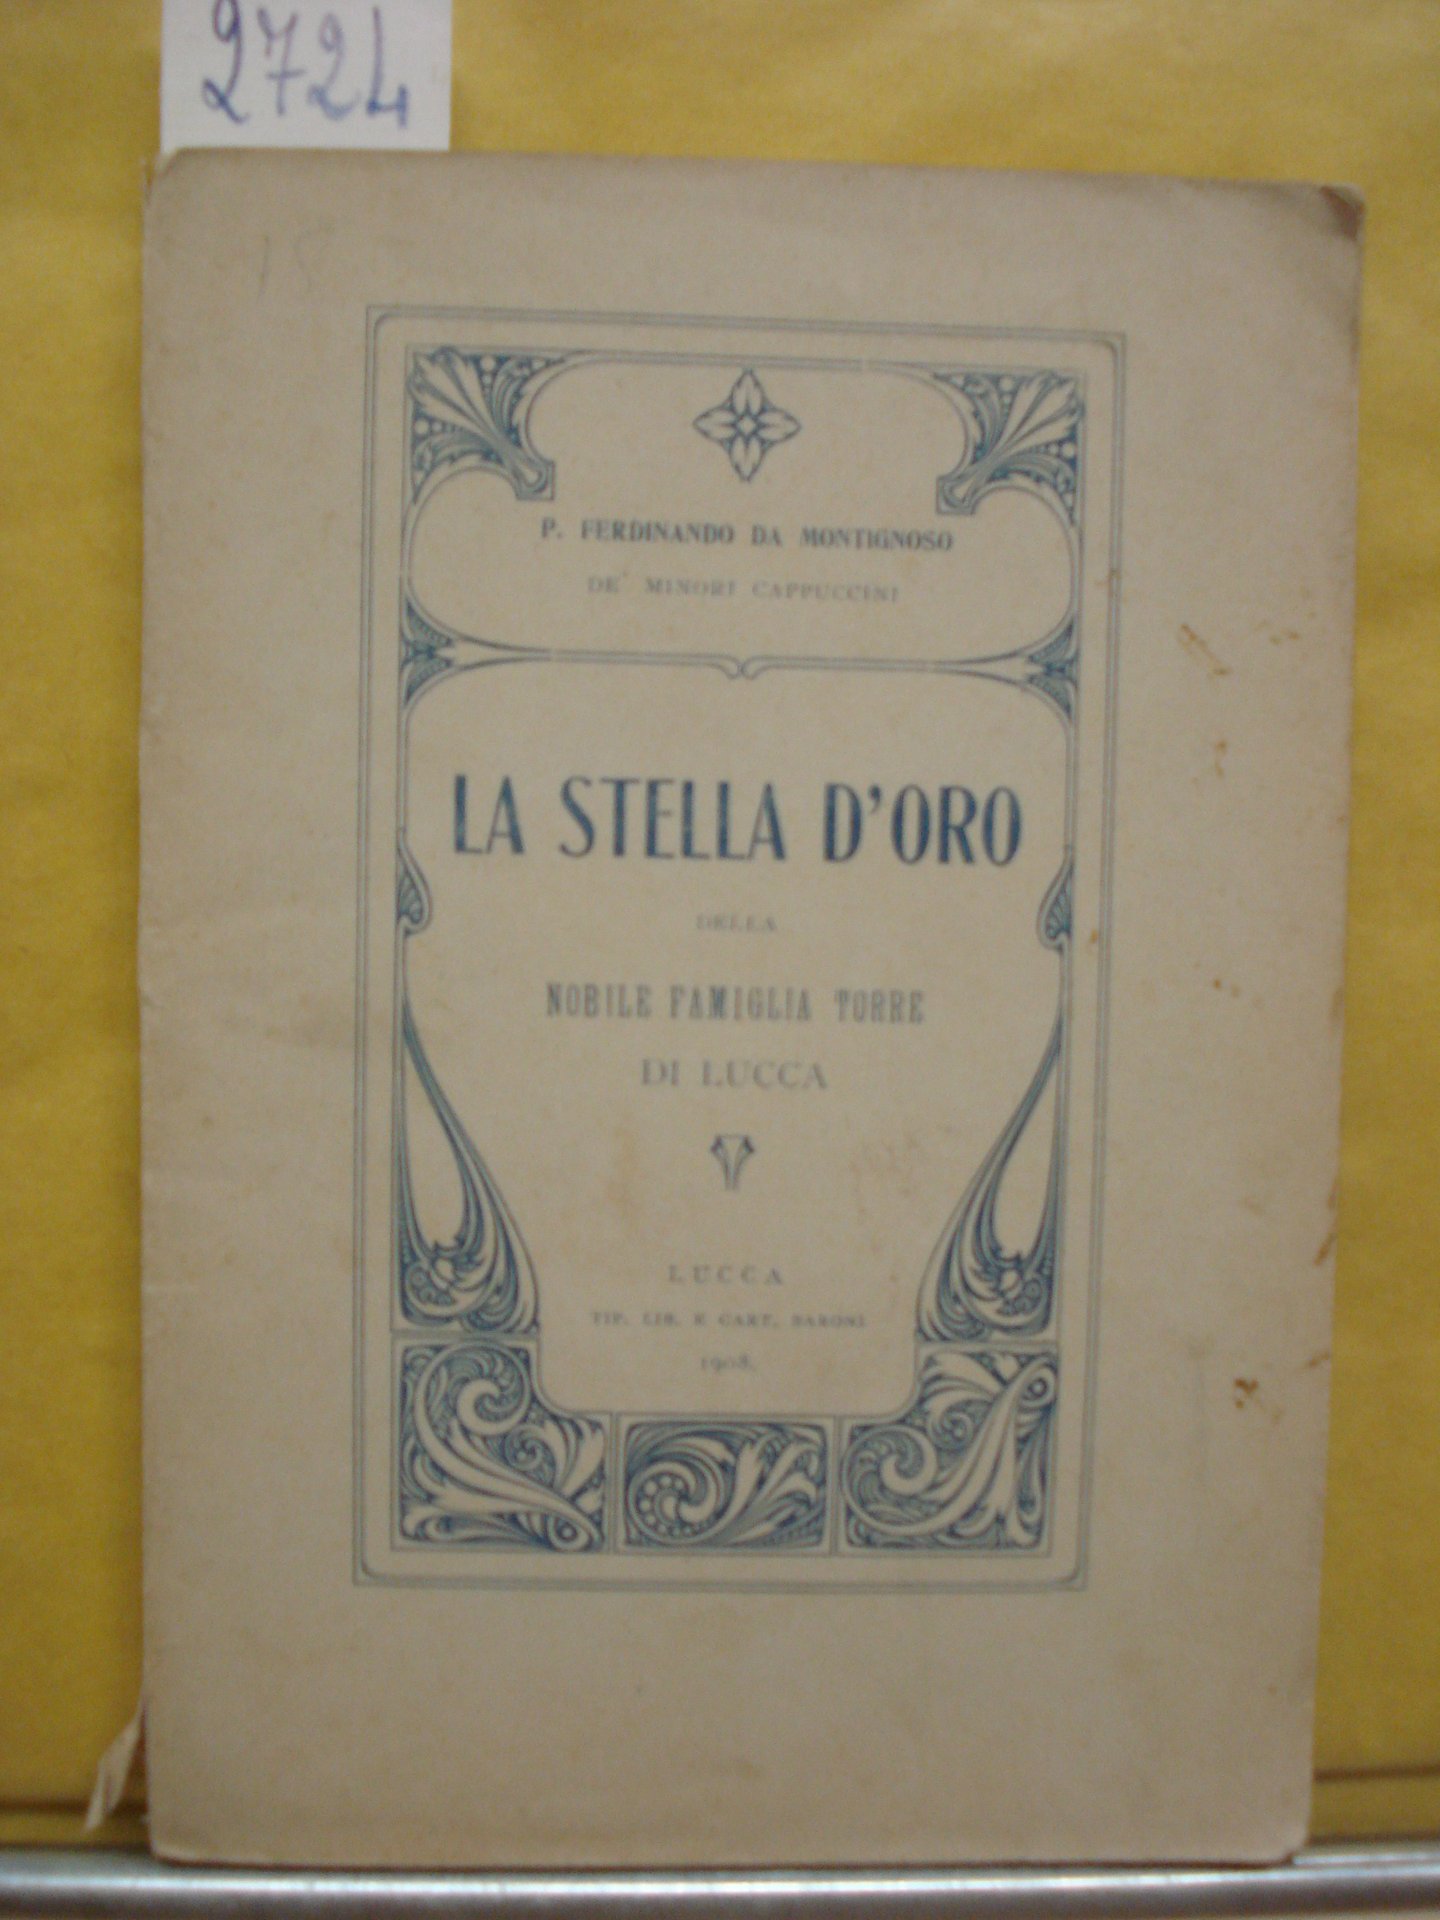 2724
P. FERDINANDO DA MONTIGNOSO
DE' MINORI CAPPUCCINI
LA STELLA D'ORO
DELLA
NOBILE FAMIGLIA TORRE
DI LUCCA
LUCCA
TIP. LIB. E CART. BARONI
1908.